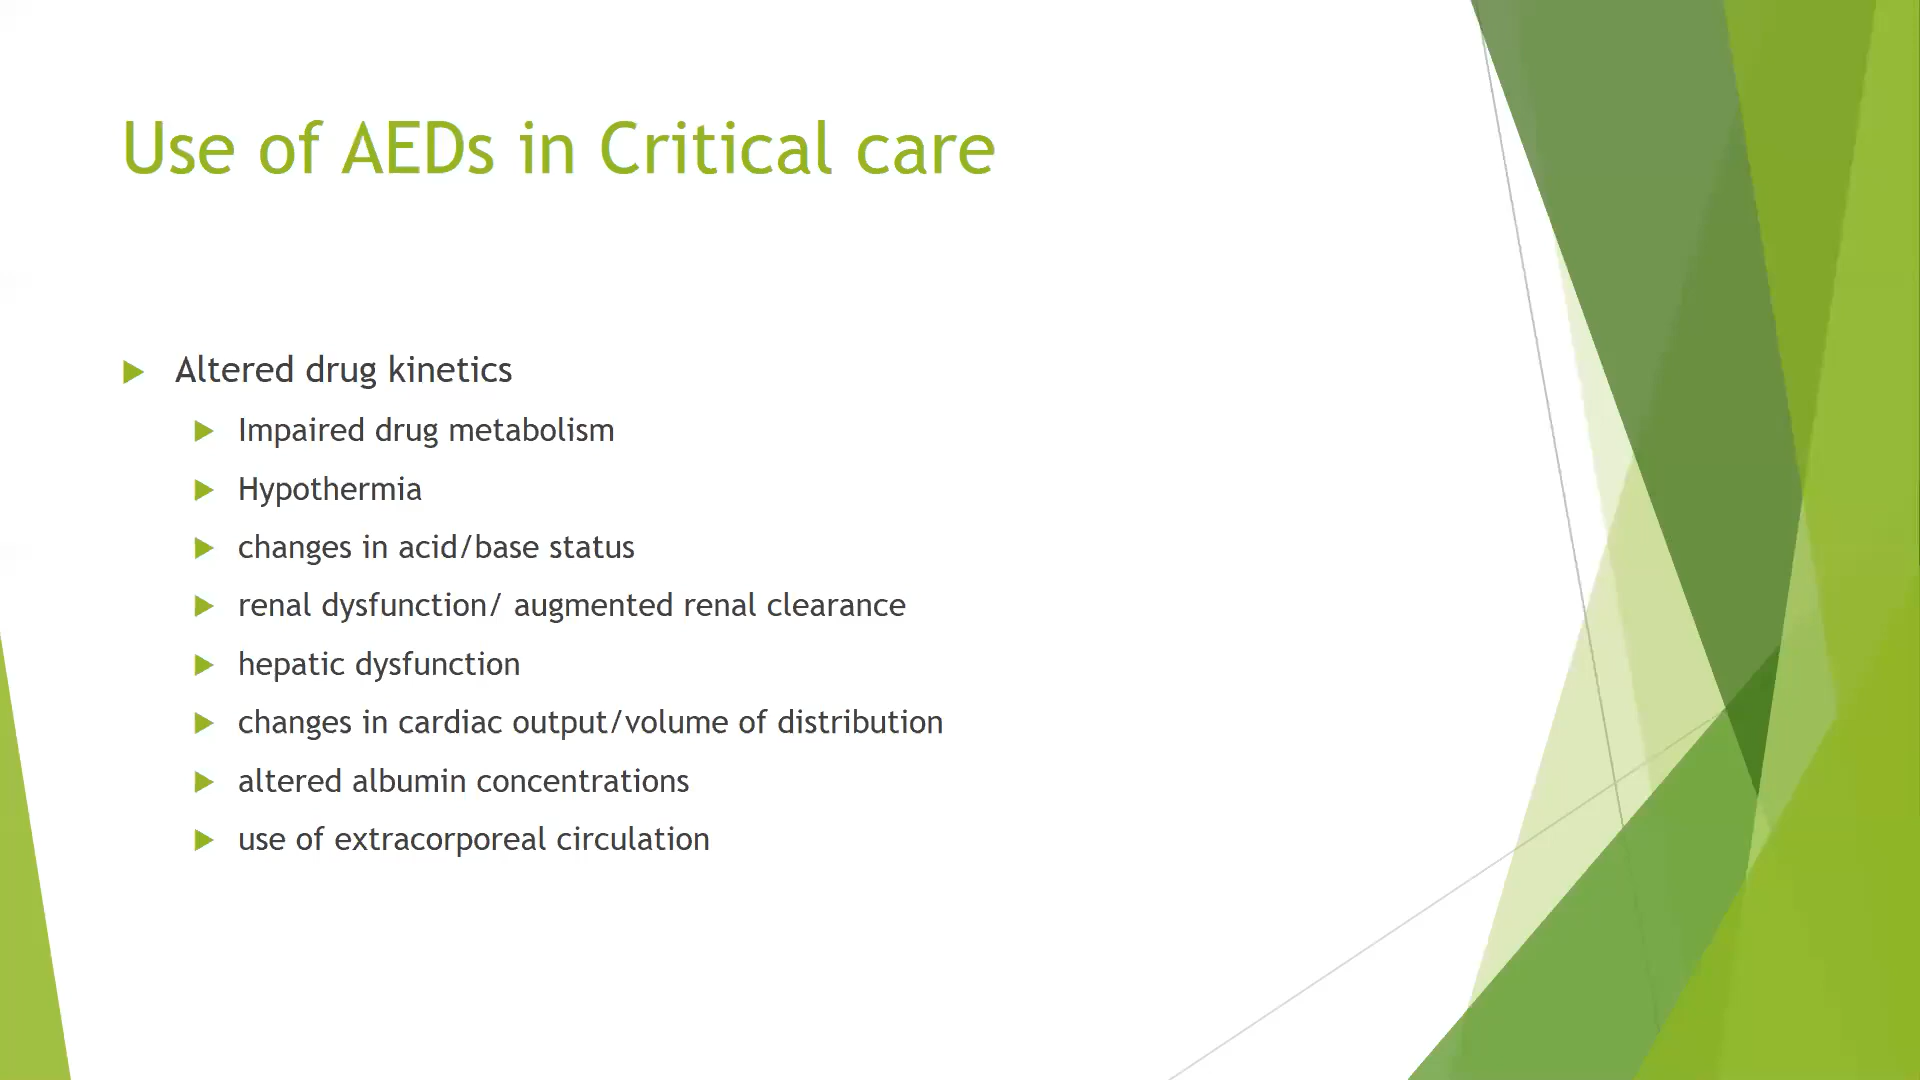 Use of AEDs in Critical care
Altered drug kinetics
Impaired drug metabolism
Hypothermia
changes in acid/base status
renal dysfunction/ augmented renal clearance
hepatic dysfunction
changes in cardiac output/volume of distribution
altered albumin concentrations
use of extracorporeal circulation